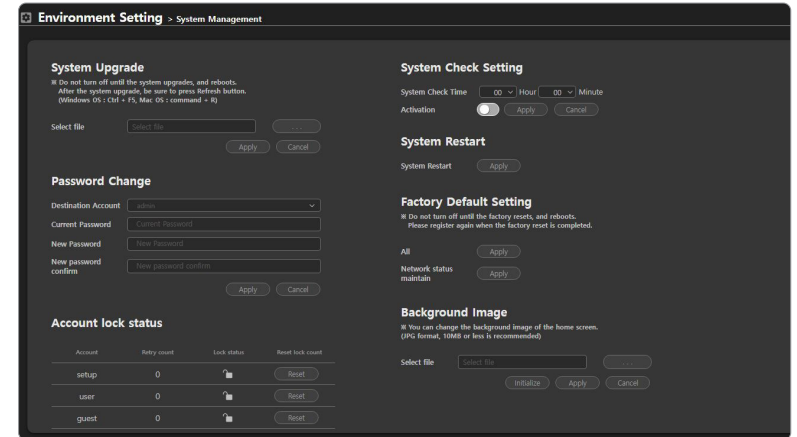 Environment Setting > System Management
System Upgrade
※ Do not turn off until the system upgrades, and reboots.
After the system upgrade, be sure to press Refresh button.
(Windows OS : Ctrl + F5, Mac OS : command + R)
Select file Select file . . .
Apply Cancel
Password Change
Destination Account admin
Current Password Current Password
New Password New Password
New password
confirm New password confirm
Apply Cancel
Account lock status
Account Retry count Lock status Reset lock count
setup 0 Reset
user 0 Reset
guest 0 Reset
System Check Setting
System Check Time 00 Hour 00 Minute
Activation Apply Cancel
System Restart
System Restart Apply
Factory Default Setting
※ Do not turn off until the factory resets, and reboots.
Please register again when the factory reset is completed.
All Apply
Network status
maintain Apply
Background Image
※ You can change the background image of the home screen.
(JPG format, 10MB or less is recommended)
Select file Select file . . .
Initialize Apply Cancel